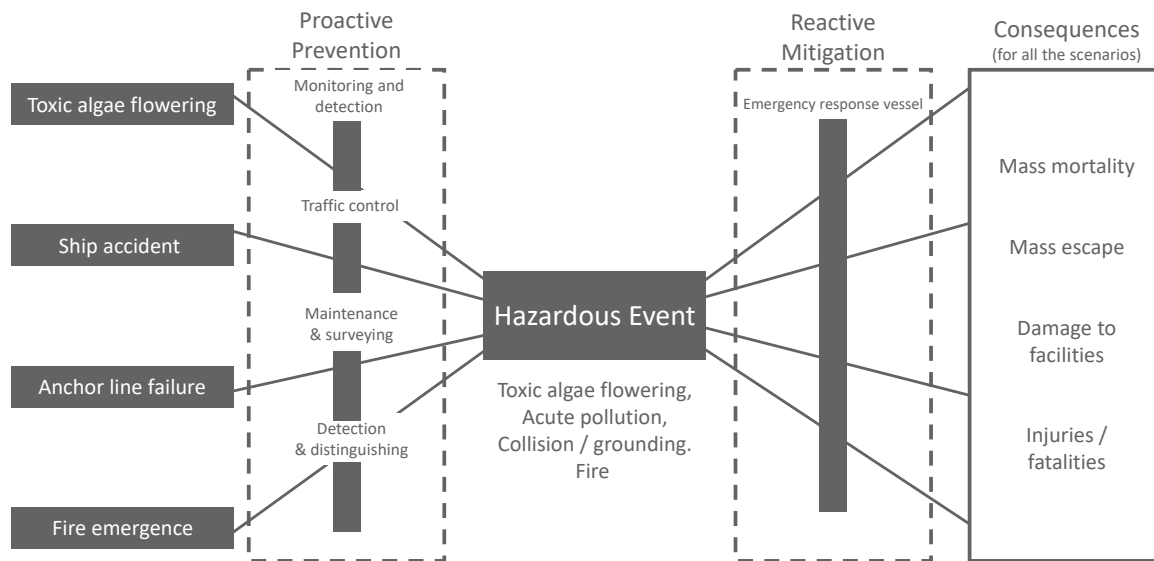 Proactive
Prevention
Reactive
Mitigation
Consequences
(for all the scenarios)
Toxic algae flowering
Ship accident
Anchor line failure
Fire emergence
Monitoring and
detection
Traffic control
Maintenance
& surveying
Detection
& distinguishing
Hazardous Event
Toxic algae flowering,
Acute pollution,
Collision / grounding.
Fire
Emergency response vessel
Mass mortality
Mass escape
Damage to
facilities
Injuries /
fatalities